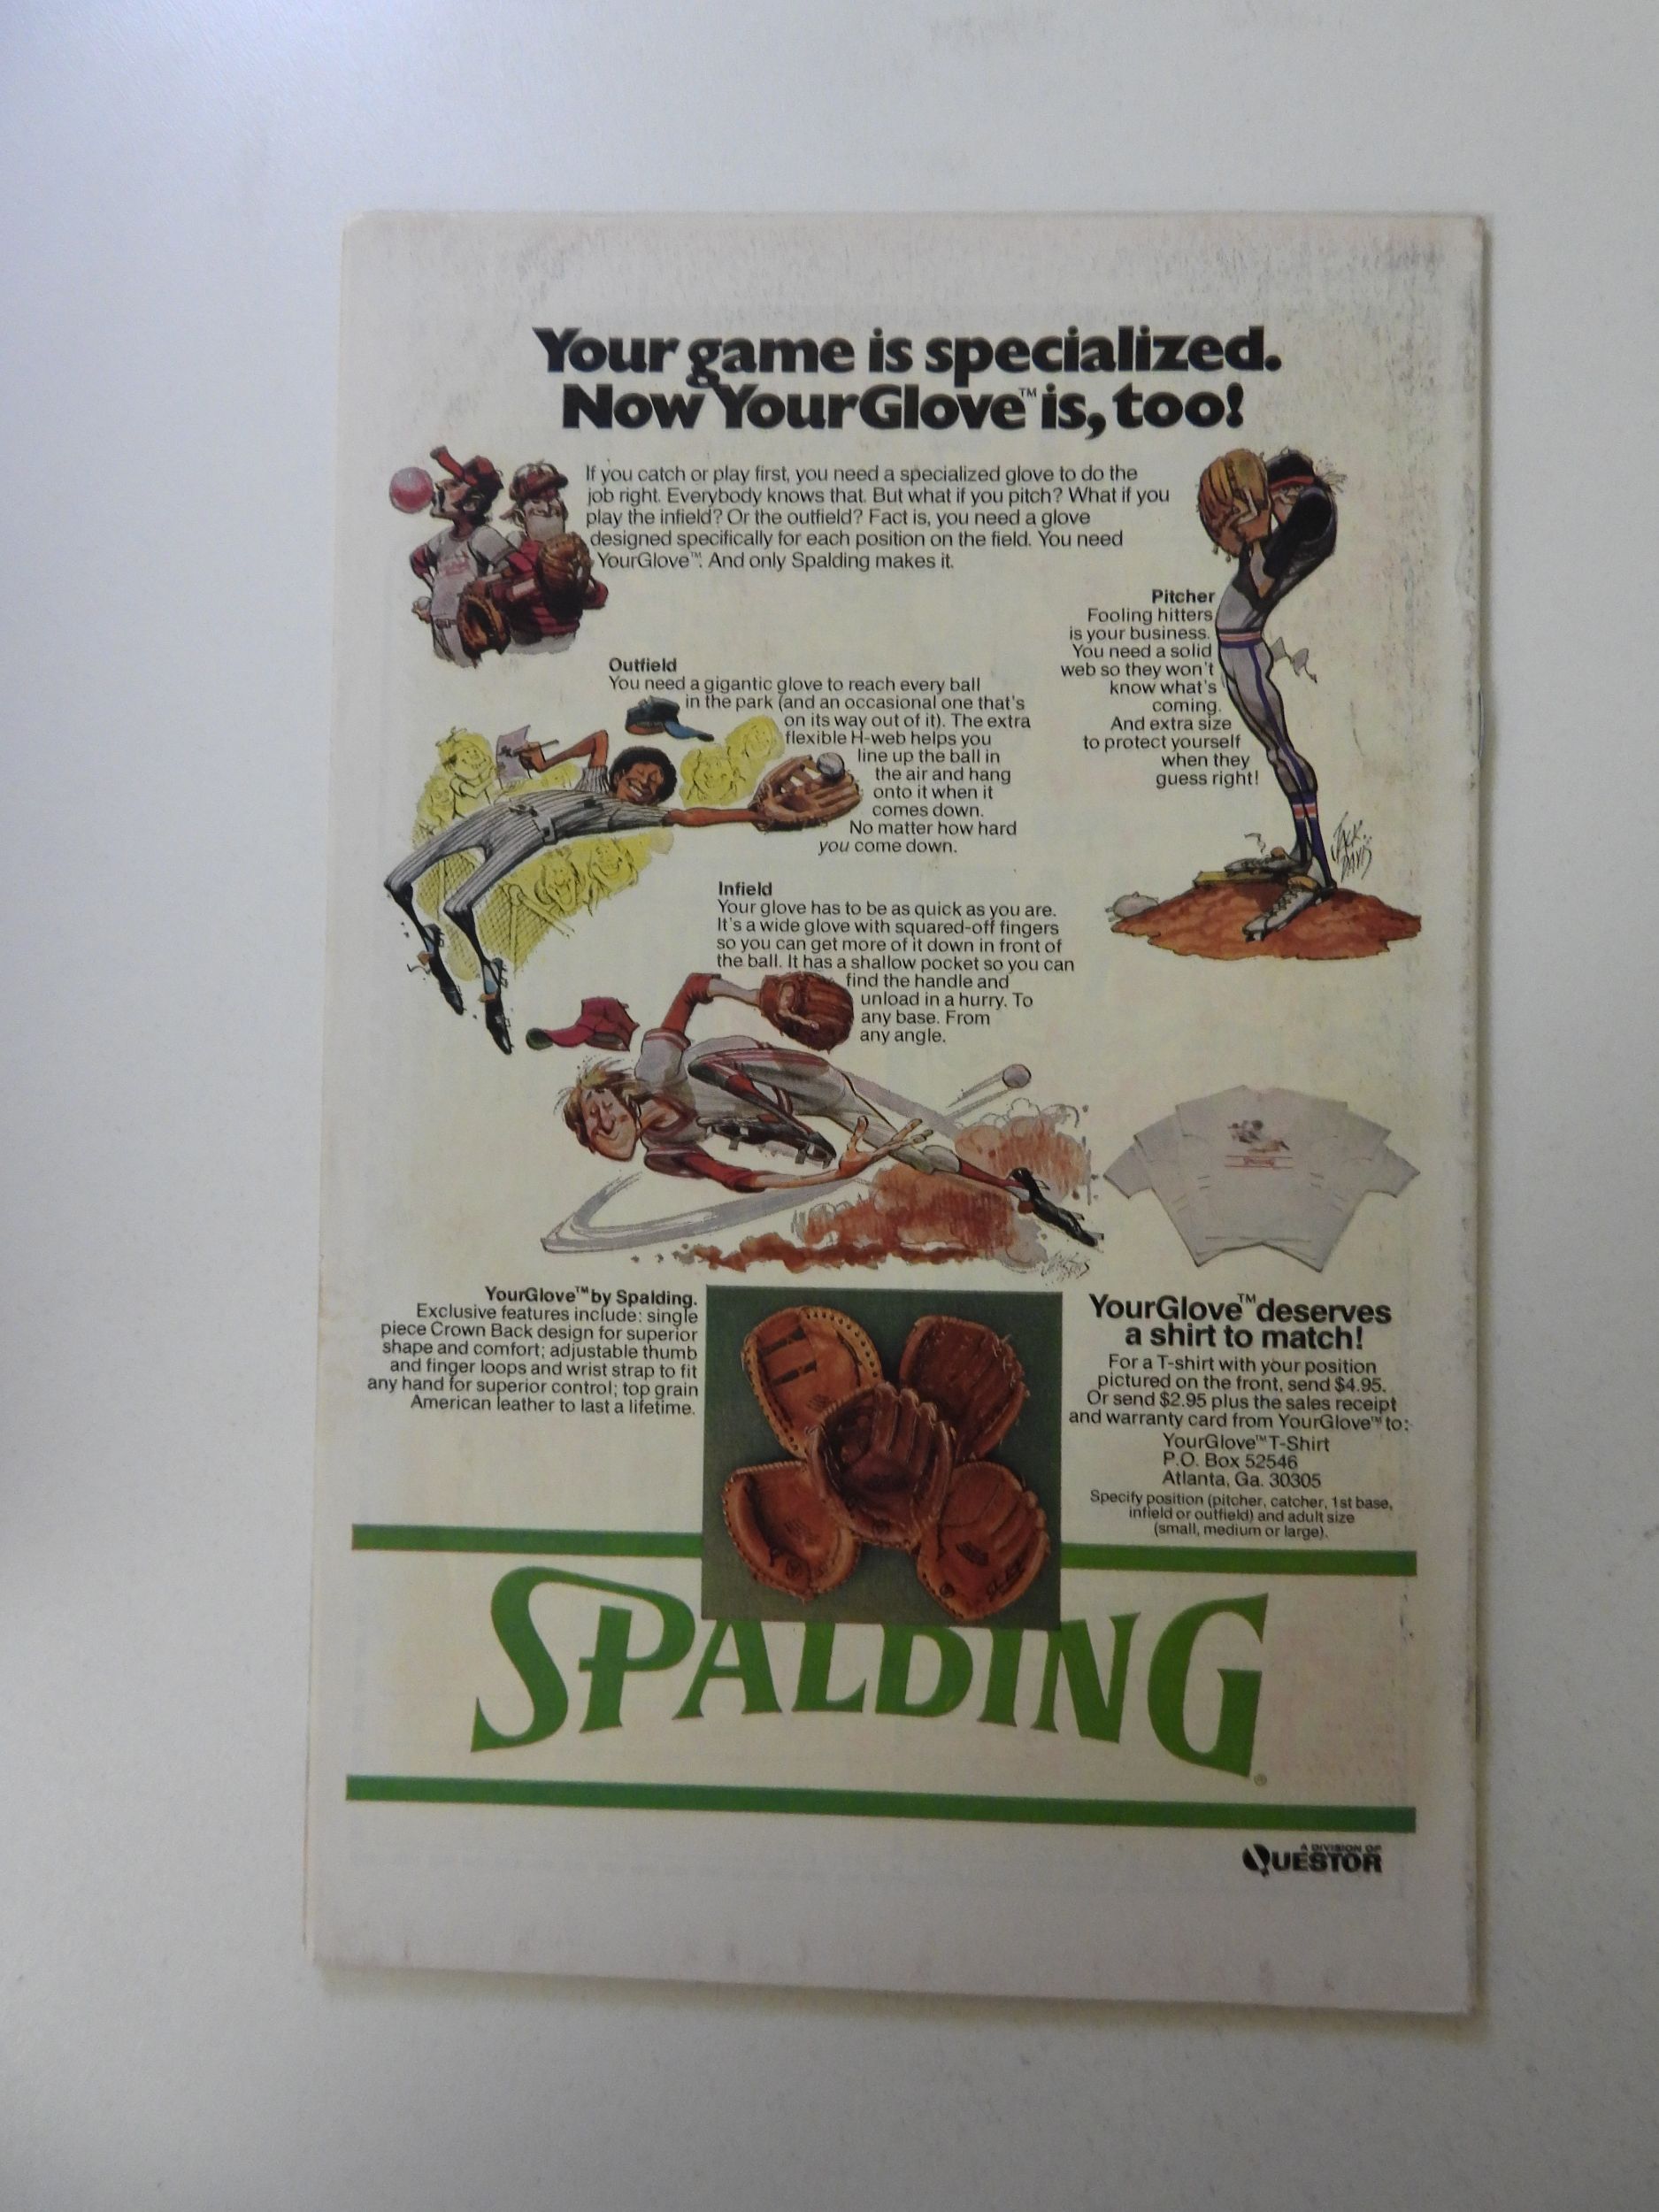 Your game is specialized.
Now YourGlove™ is, too!
If you catch or play first, you need a specialized glove to do the
job right. Everybody knows that. But what if you pitch? What if you
play the infield? Or the outfield? Fact is, you need a glove
designed specifically for each position on the field. You need
YourGlove™. And only Spalding makes it.
Pitcher
Fooling hitters
is your business.
You need a solid
web so they won't
know what's
coming.
And extra size
to protect yourself
when they
guess right!
JACK
DAVIS
Outfield
You need a gigantic glove to reach every ball
in the park (and an occasional one that's
on its way out of it). The extra
flexible H-web helps you
line up the ball in
the air and hang
onto it when it
comes down.
No matter how hard
you come down.
Infield
Your glove has to be as quick as you are.
It's a wide glove with squared-off fingers
so you can get more of it down in front of
the ball. It has a shallow pocket so you can
find the handle and
unload in a hurry. To
any base. From
any angle.
YourGlove™ by Spalding.
Exclusive features include: single
piece Crown Back design for superior
shape and comfort; adjustable thumb
and finger loops and wrist strap to fit
any hand for superior control; top grain
American leather to last a lifetime.
YourGlove™ deserves
a shirt to match!
For a T-shirt with your position
pictured on the front, send $4.95.
Or send $2.95 plus the sales receipt
and warranty card from YourGlove™ to:
YourGlove™ T-Shirt
P.O. Box 52546
Atlanta, Ga. 30305
Specify position (pitcher, catcher, 1st base,
infield or outfield) and adult size
(small, medium or large).
SPALDING®
A DIVISION OF
QUESTOR